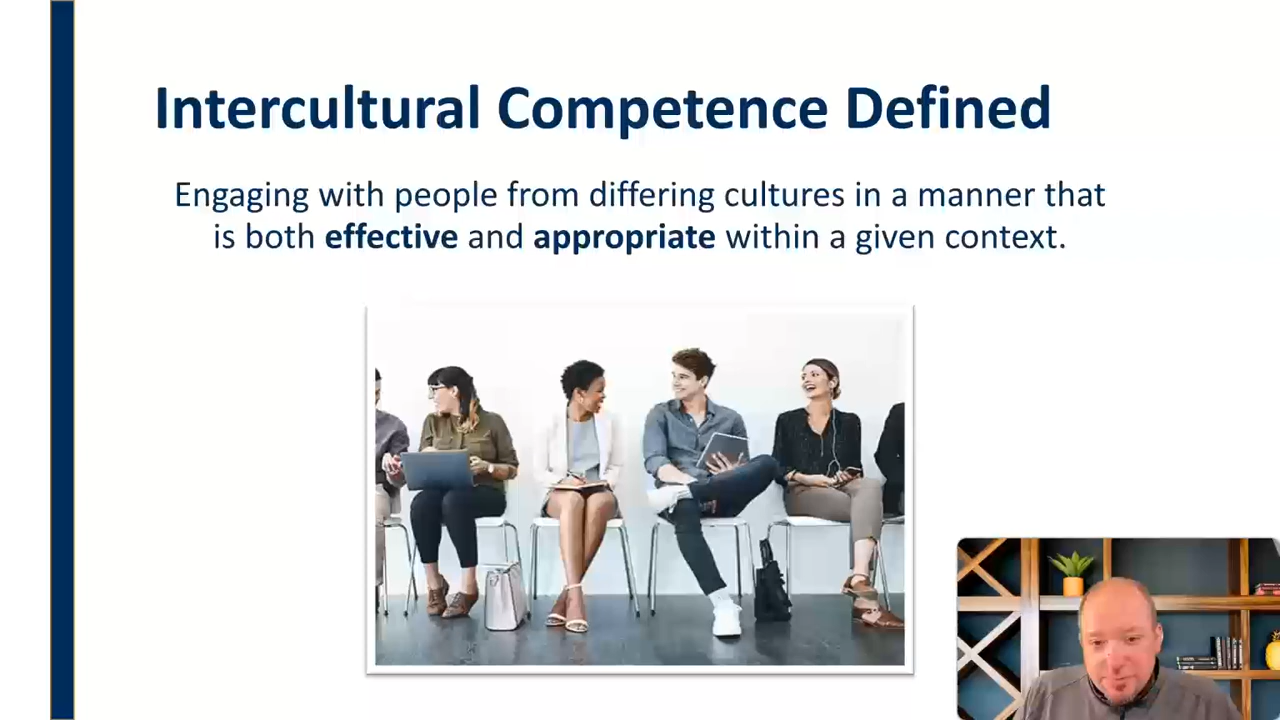 Intercultural Competence Defined
Engaging with people from differing cultures in a manner that
is both effective and appropriate within a given context.